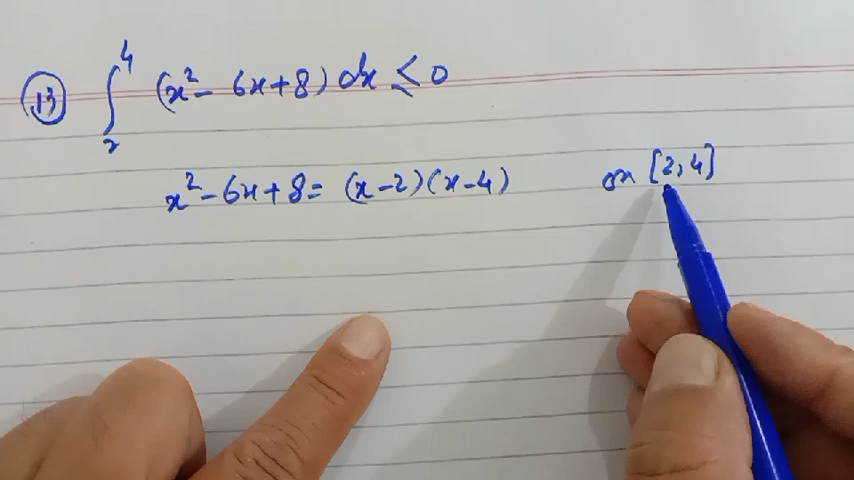 13 ∫₂⁴ (x² - 6x + 8) dx ≤ 0
x² - 6x + 8 = (x - 2)(x - 4) on [2, 4]